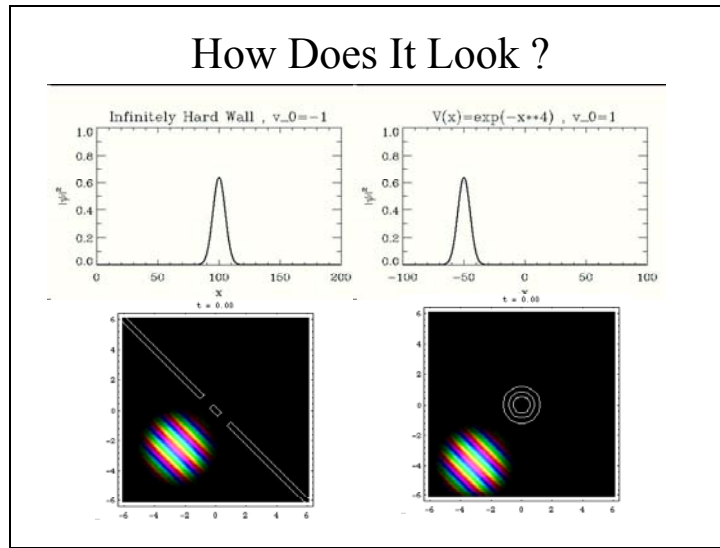 How Does It Look ?
Infinitely Hard Wall , v_0=-1
1.0
0.8
0.6
0.4
0.2
0.0
|ψ|²
0 50 100 150 200
x
t = 0.00
V(x)=exp(-x**4) , v_0=1
1.0
0.8
0.6
0.4
0.2
0.0
|ψ|²
-100 -50 0 50 100
x
t = 0.00
6
4
2
0
-2
-4
-6
-6 -4 -2 0 2 4 6
6
4
2
0
-2
-4
-6
-6 -4 -2 0 2 4 6